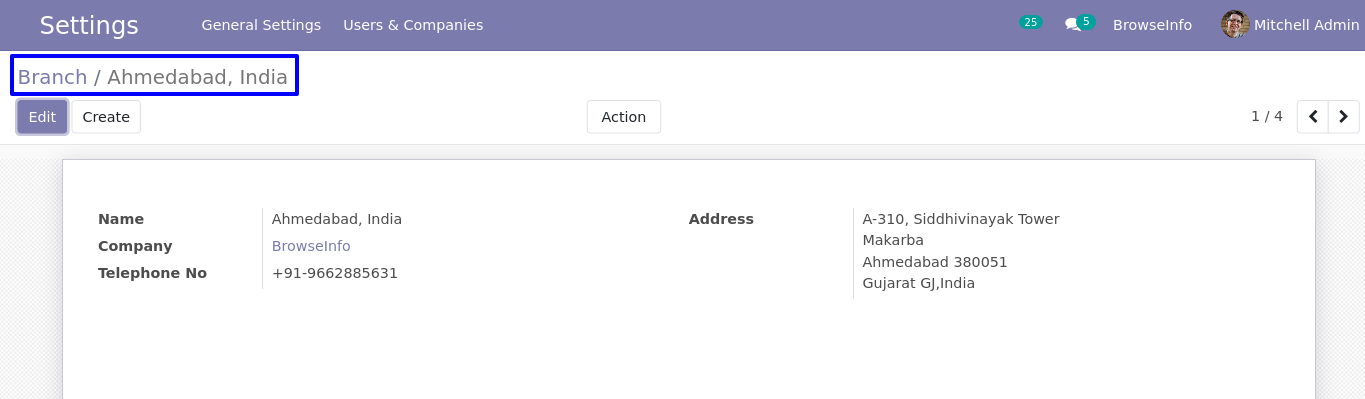 Settings General Settings Users & Companies 25 5 BrowseInfo Mitchell Admin
Branch / Ahmedabad, India
Edit Create Action 1 / 4
Name Ahmedabad, India Address A-310, Siddhivinayak Tower
Makarba
Company BrowseInfo
Ahmedabad 380051
Telephone No +91-9662885631
Gujarat GJ,India